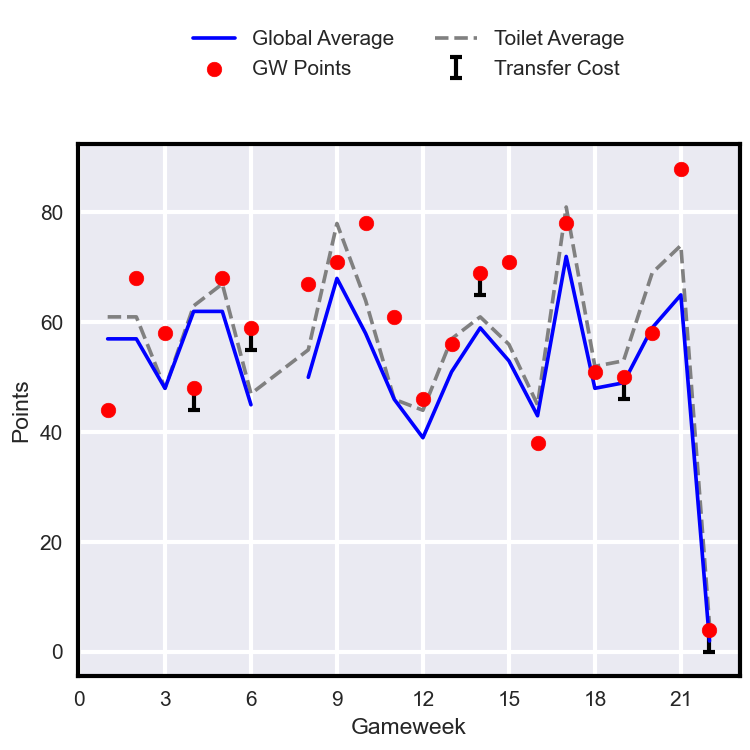 Global Average
GW Points
Toilet Average
Transfer Cost
Points
80
60
40
20
0
0 3 6 9 12 15 18 21
Gameweek